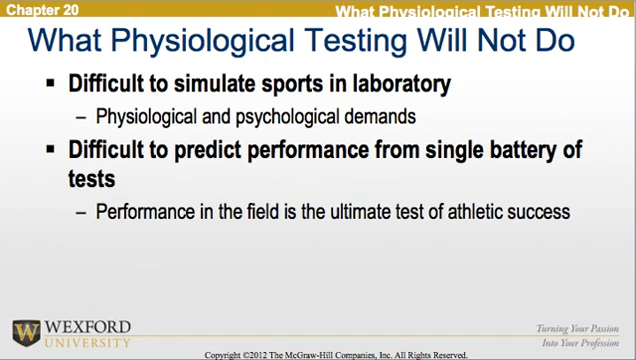 Chapter 20
What Physiological Testing Will Not Do
What Physiological Testing Will Not Do
▪ Difficult to simulate sports in laboratory
– Physiological and psychological demands
▪ Difficult to predict performance from single battery of
tests
– Performance in the field is the ultimate test of athletic success
W WEXFORD
UNIVERSITY
Turning Your Passion
Into Your Profession
Copyright ©2012 The McGraw-Hill Companies, Inc. All Rights Reserved.